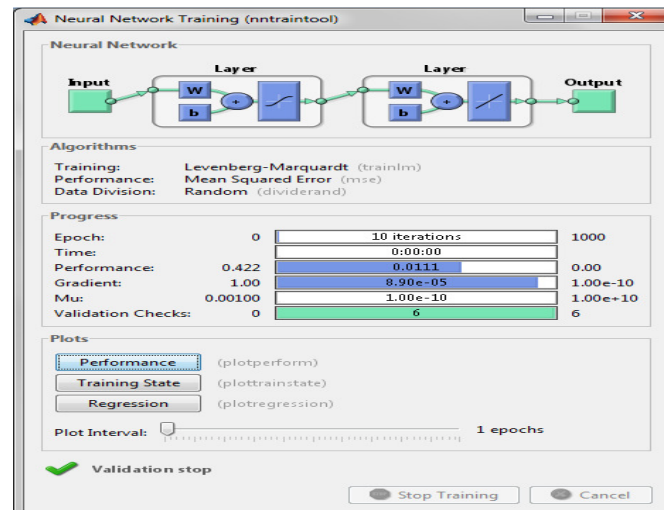 Neural Network Training (nntraintool)
Neural Network
Layer Layer
Input W b + W b + Output
Algorithms
Training: Levenberg-Marquardt (trainlm)
Performance: Mean Squared Error (mse)
Data Division: Random (dividerand)
Progress
Epoch: 0 10 iterations 1000
Time: 0:00:00
Performance: 0.422 0.0111 0.00
Gradient: 1.00 8.90e-05 1.00e-10
Mu: 0.00100 1.00e-10 1.00e+10
Validation Checks: 0 6 6
Plots
Performance (plotperform)
Training State (plottrainstate)
Regression (plotregression)
Plot Interval: 1 epochs
Validation stop
Stop Training Cancel